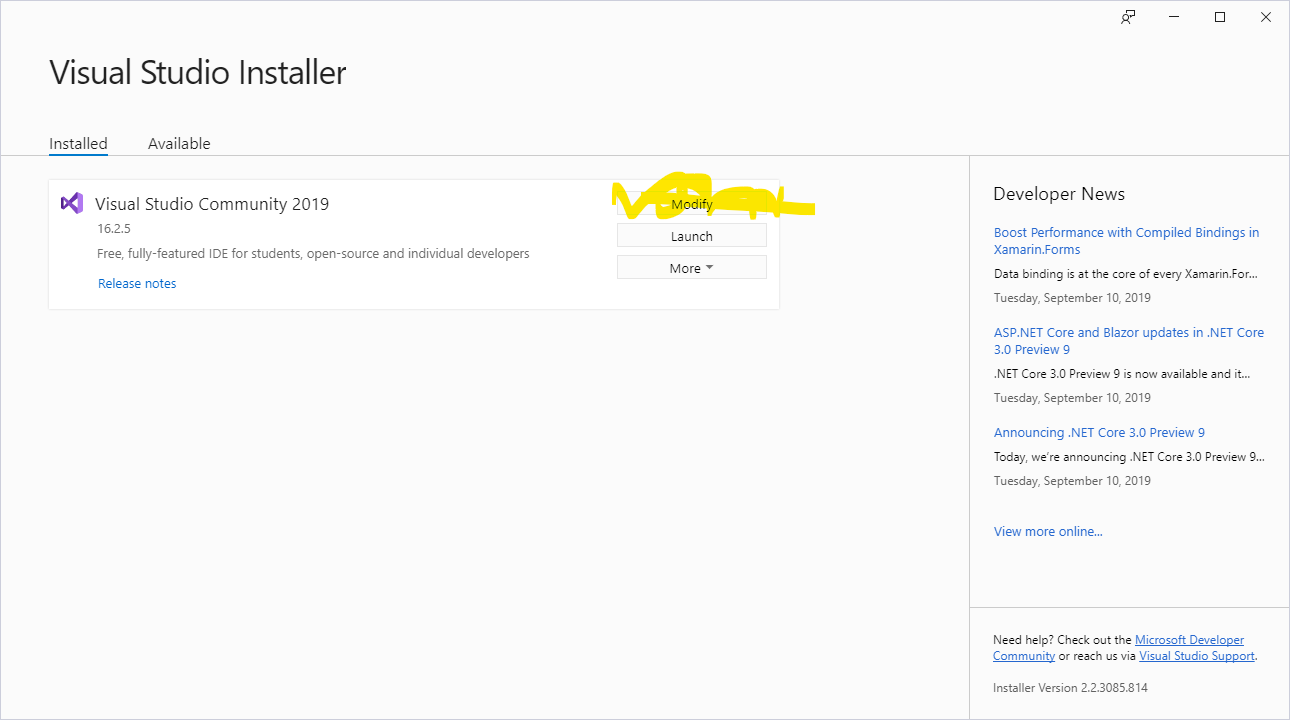 Visual Studio Installer
Installed
Available
Visual Studio Community 2019
16.2.5
Free, fully-featured IDE for students, open-source and individual developers
Release notes
Modify
Launch
More
Developer News
Boost Performance with Compiled Bindings in
Xamarin.Forms
Data binding is at the core of every Xamarin.For...
Tuesday, September 10, 2019
ASP.NET Core and Blazor updates in .NET Core
3.0 Preview 9
.NET Core 3.0 Preview 9 is now available and it...
Tuesday, September 10, 2019
Announcing .NET Core 3.0 Preview 9
Today, we're announcing .NET Core 3.0 Preview 9...
Tuesday, September 10, 2019
View more online...
Need help? Check out the Microsoft Developer
Community or reach us via Visual Studio Support.
Installer Version 2.2.3085.814